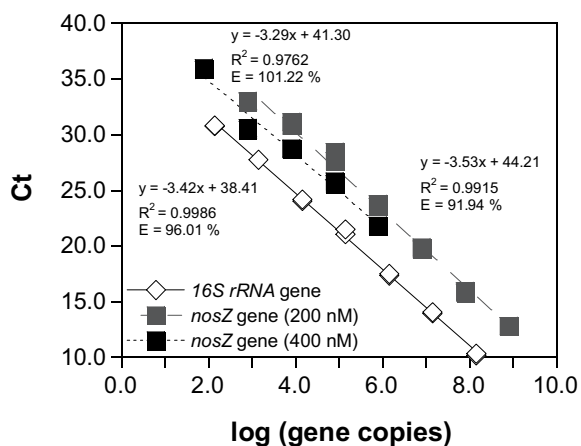 40.0
y = -3.29x + 41.30
R2 = 0.9762
E = 101.22 %
35.0
30.0
y = -3.53x + 44.21
R2 = 0.9915
E = 91.94 %
25.0
Ct
y = -3.42x + 38.41
R2 = 0.9986
E = 96.01 %
20.0
15.0
16S rRNA gene
nosZ gene (200 nM)
nosZ gene (400 nM)
10.0
0.0 2.0 4.0 6.0 8.0 10.0
log (gene copies)